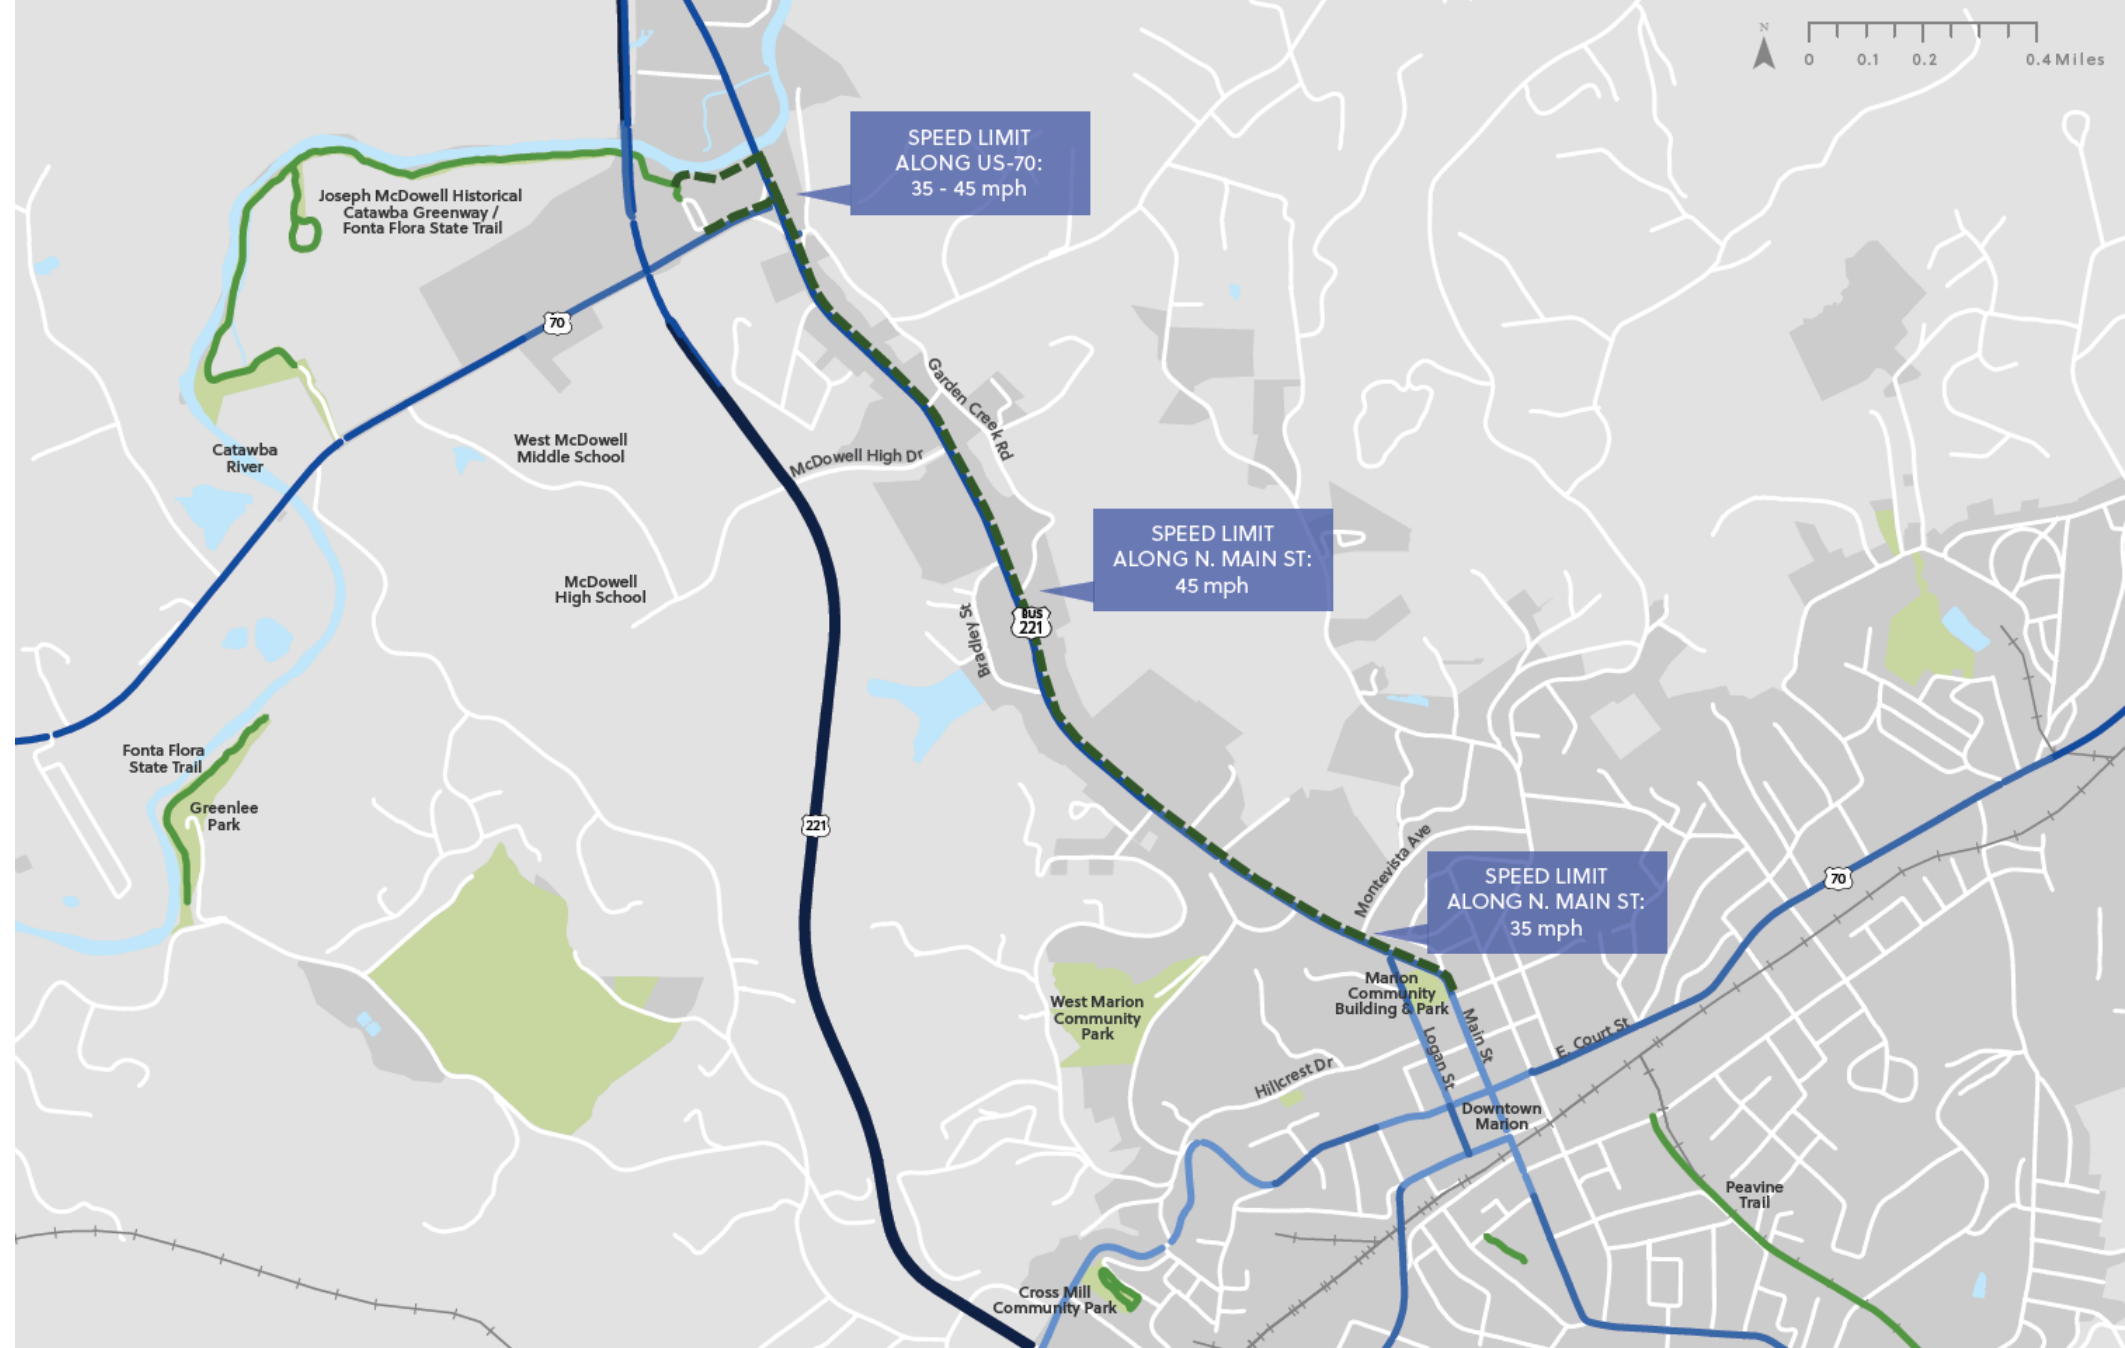 N
0 0.1 0.2 0.4 Miles
SPEED LIMIT
ALONG US-70:
35 - 45 mph
Joseph McDowell Historical
Catawba Greenway /
Fonta Flora State Trail
70
Garden Creek Rd
Catawba
River
West McDowell
Middle School
McDowell High Dr
SPEED LIMIT
ALONG N. MAIN ST:
45 mph
McDowell
High School
Bradley St
BUS
221
Fonta Flora
State Trail
Greenlee
Park
221
Montevista Ave
SPEED LIMIT
ALONG N. MAIN ST:
35 mph
70
Marion
Community
Building & Park
West Marion
Community
Park
Main St
Logan St
E. Court St
Hillcrest Dr
Downtown
Marion
Peavine
Trail
Cross Mill
Community Park